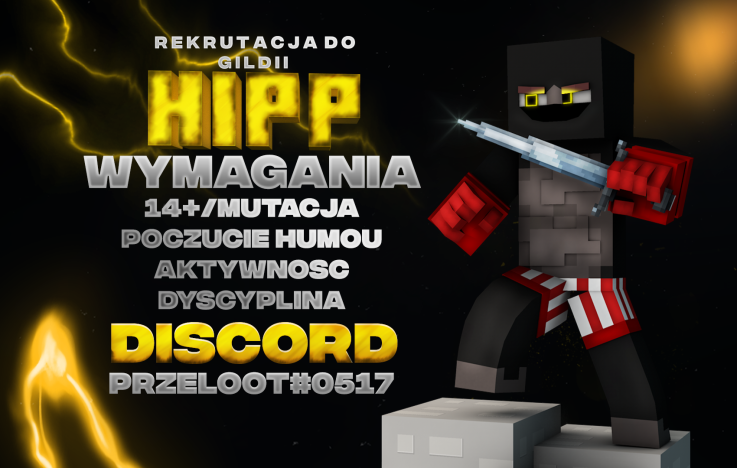 REKRUTACJA DO
GILDII
HIPP
WYMAGANIA
14+/MUTACJA
POCZUCIE HUMOU
AKTYWNOSC
DYSCYPLINA
DISCORD
PRZELOOT#0517